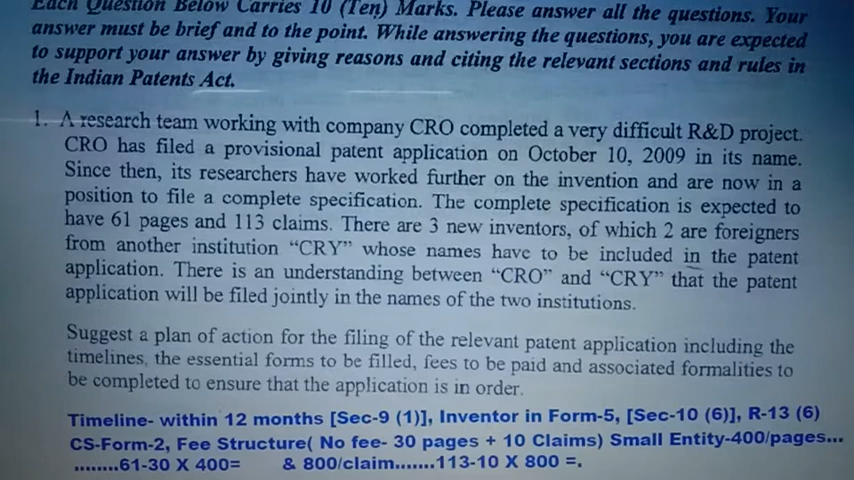 Each Question Below Carries 10 (Ten) Marks. Please answer all the questions. Your
answer must be brief and to the point. While answering the questions, you are expected
to support your answer by giving reasons and citing the relevant sections and rules in
the Indian Patents Act.
1. A research team working with company CRO completed a very difficult R&D project.
CRO has filed a provisional patent application on October 10, 2009 in its name.
Since then, its researchers have worked further on the invention and are now in a
position to file a complete specification. The complete specification is expected to
have 61 pages and 113 claims. There are 3 new inventors, of which 2 are foreigners
from another institution “CRY” whose names have to be included in the patent
application. There is an understanding between “CRO” and “CRY” that the patent
application will be filed jointly in the names of the two institutions.
Suggest a plan of action for the filing of the relevant patent application including the
timelines, the essential forms to be filled, fees to be paid and associated formalities to
be completed to ensure that the application is in order.
Timeline- within 12 months [Sec-9 (1)], Inventor in Form-5, [Sec-10 (6)], R-13 (6)
CS-Form-2, Fee Structure( No fee- 30 pages + 10 Claims) Small Entity-400/pages...
........61-30 X 400= & 800/claim.......113-10 X 800 =.